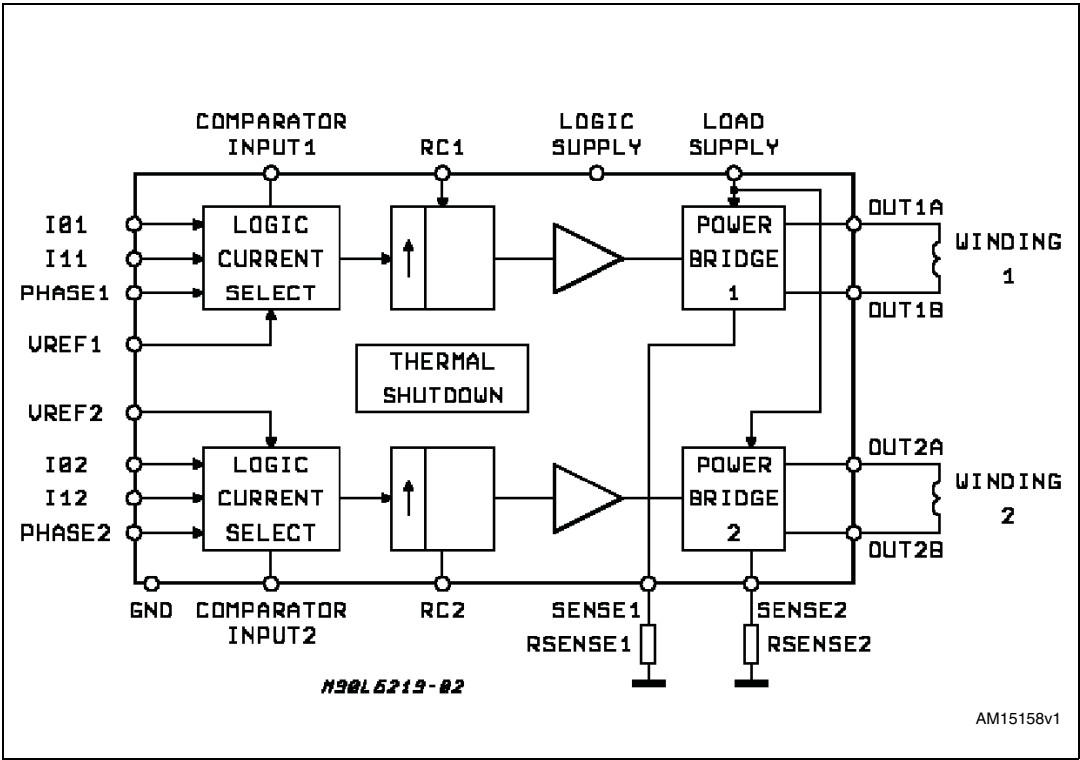 COMPARATOR
INPUT1
RC1
LOGIC
SUPPLY
LOAD
SUPPLY
I01
I11
PHASE1
VREF1
LOGIC
CURRENT
SELECT
POWER
BRIDGE
1
OUT1A
WINDING
1
OUT1B
THERMAL
SHUTDOWN
VREF2
I02
I12
PHASE2
LOGIC
CURRENT
SELECT
POWER
BRIDGE
2
OUT2A
WINDING
2
OUT2B
GND
COMPARATOR
INPUT2
RC2
SENSE1
RSENSE1
SENSE2
RSENSE2
M90L6219-02
AM15158v1